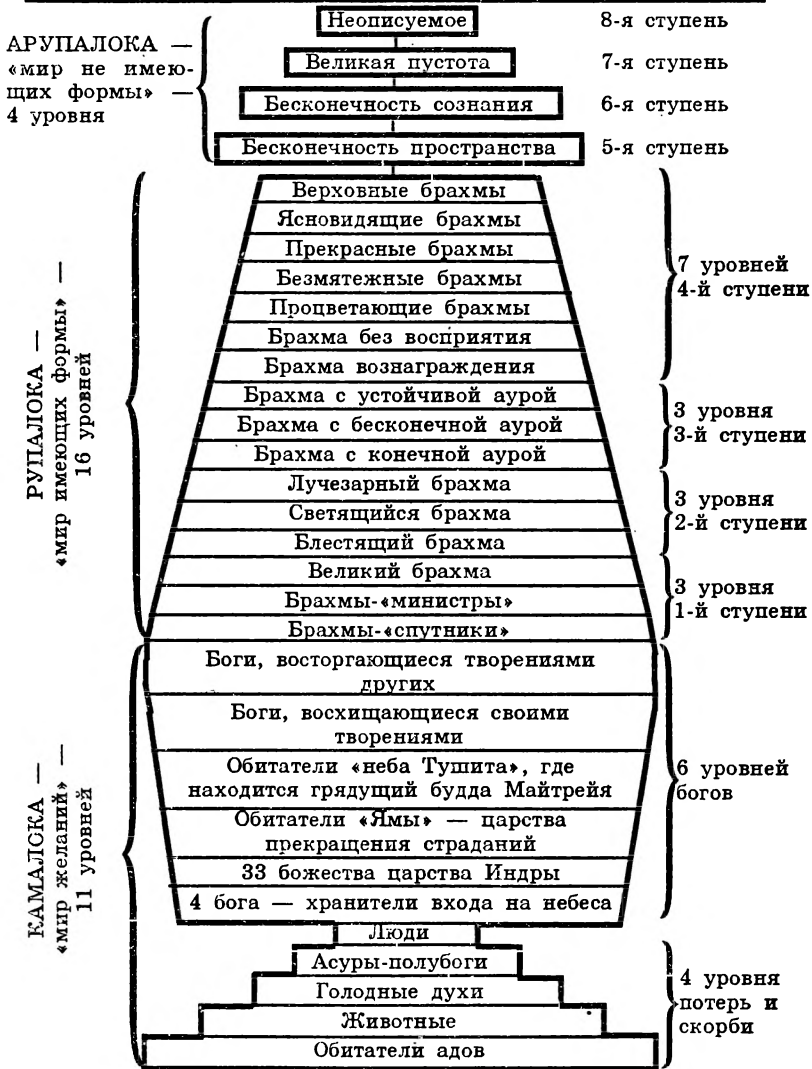 Неописуемое
8-я ступень
АРУПАЛОКА —
«мир не имею-
щих формы» —
4 уровня
Великая пустота
7-я ступень
Бесконечность сознания
6-я ступень
Бесконечность пространства
5-я ступень
РУПАЛОКА —
«мир имеющих формы» —
16 уровней
Верховные брахмы
Ясновидящие брахмы
Прекрасные брахмы
Безмятежные брахмы
Процветающие брахмы
Брахма без восприятия
Брахма вознаграждения
7 уровней
4-й ступени
Брахма с устойчивой аурой
Брахма с бесконечной аурой
Брахма с конечной аурой
3 уровня
3-й ступени
Лучезарный брахма
Светящийся брахма
Блестящий брахма
3 уровня
2-й ступени
Великий брахма
Брахмы-«министры»
Брахмы-«спутники»
3 уровня
1-й ступени
КАМАЛСКА —
«мир желаний» —
11 уровней
Боги, восторгающиеся творениями
других
Боги, восхищающиеся своими
творениями
Обитатели «неба Тушита», где
находится грядущий будда Майтрейя
Обитатели «Ямы» — царства
прекращения страданий
33 божества царства Индры
4 бога — хранители входа на небеса
6 уровней
богов
Люди
Асуры-полубоги
Голодные духи
Животные
Обитатели адов
4 уровня
потерь и
скорби